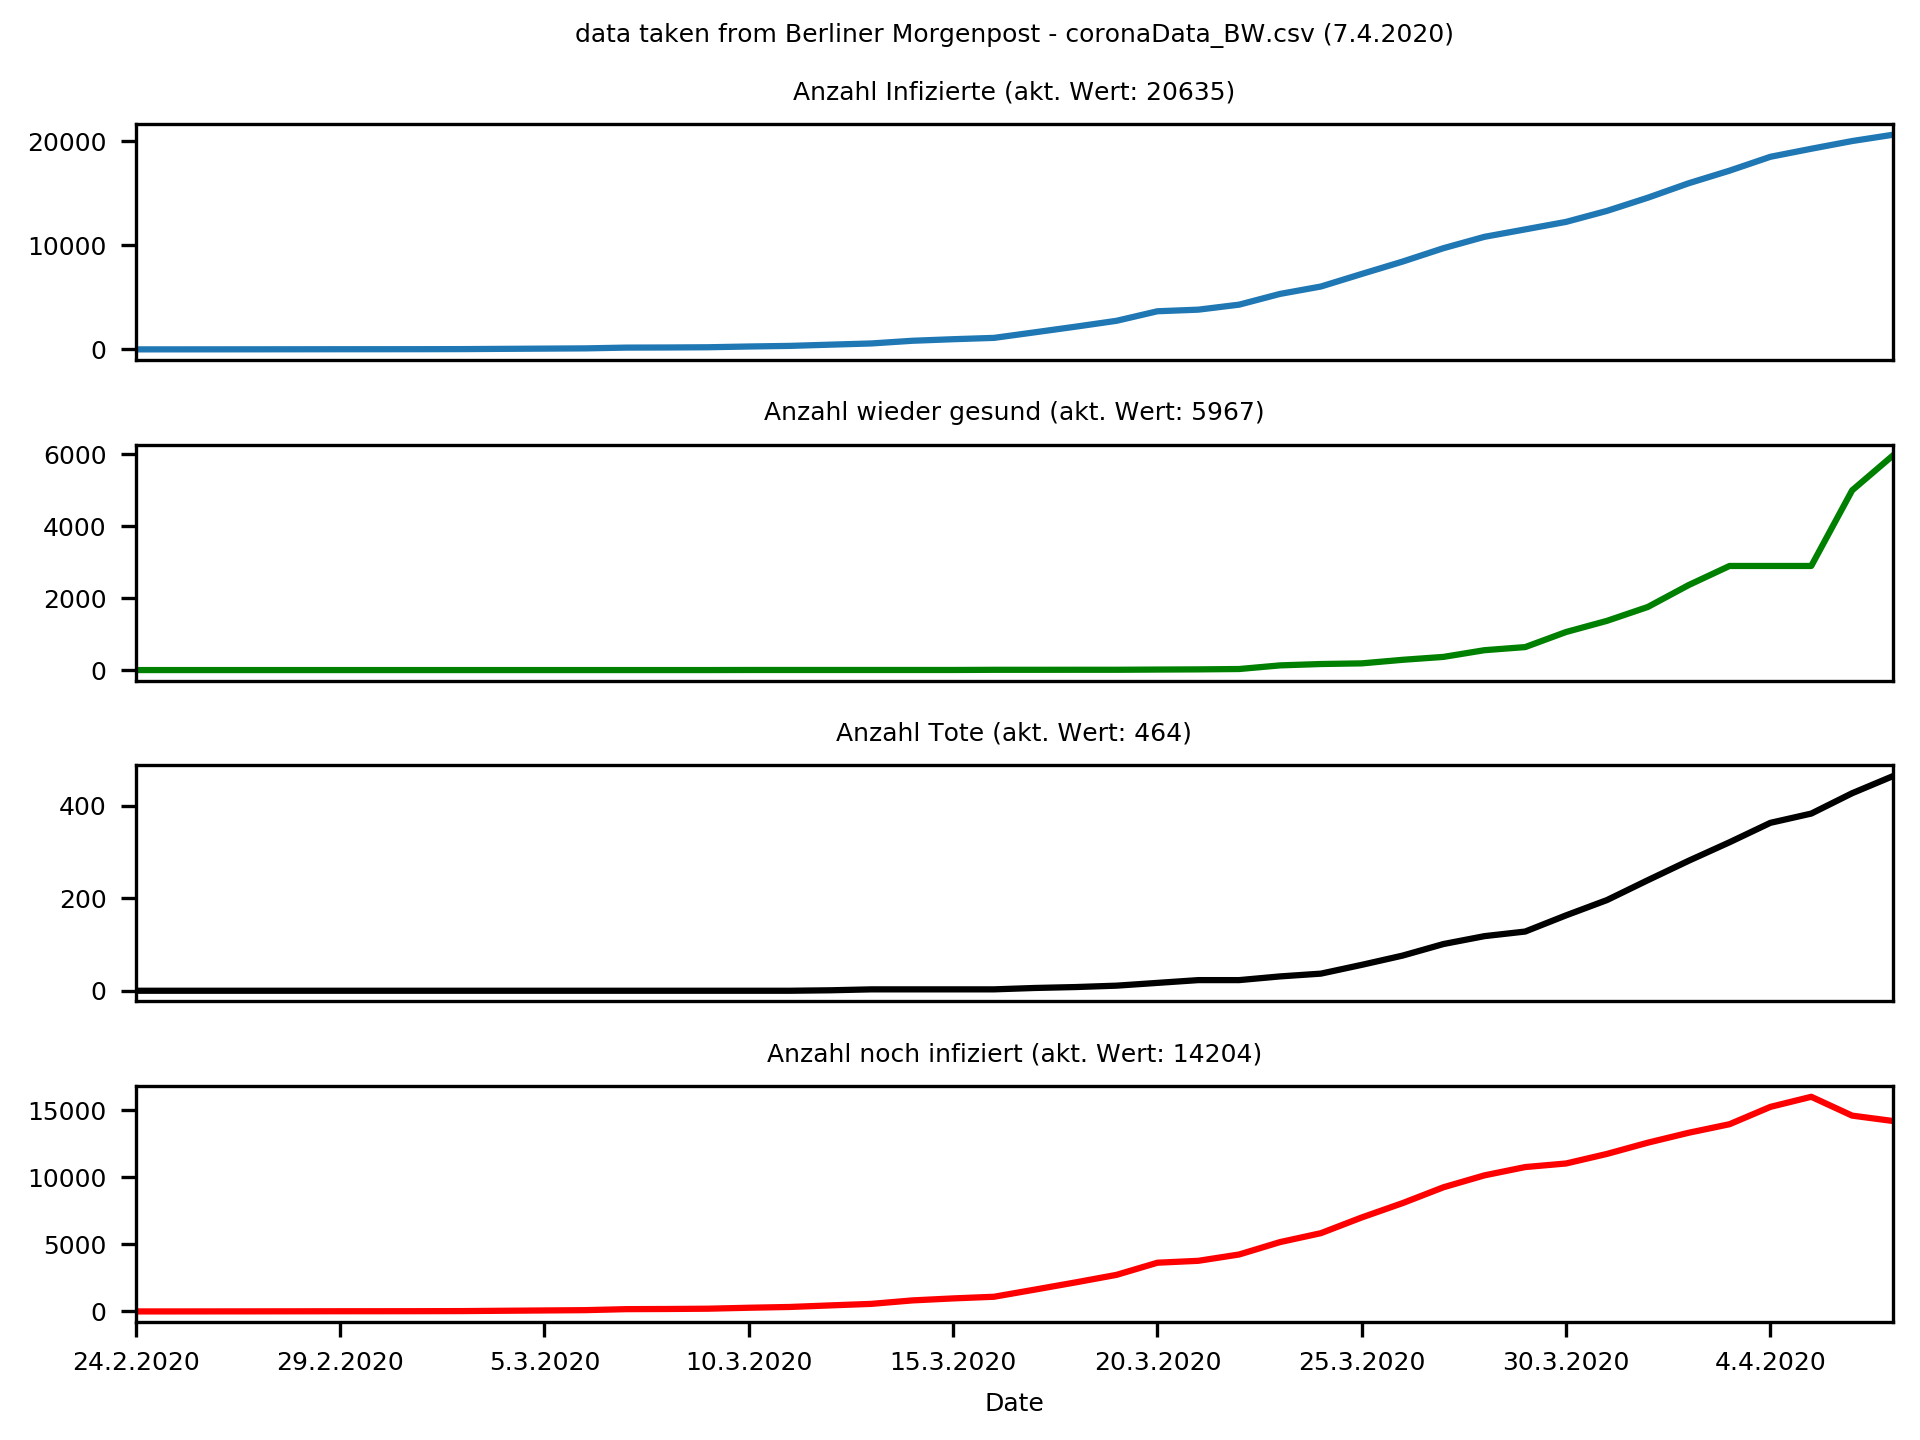 data taken from Berliner Morgenpost - coronaData_BW.csv (7.4.2020)
Anzahl Infizierte (akt. Wert: 20635)
20000
10000
0
Anzahl wieder gesund (akt. Wert: 5967)
6000
4000
2000
0
Anzahl Tote (akt. Wert: 464)
400
200
0
Anzahl noch infiziert (akt. Wert: 14204)
15000
10000
5000
0
24.2.2020 29.2.2020 5.3.2020 10.3.2020 15.3.2020 20.3.2020 25.3.2020 30.3.2020 4.4.2020
Date